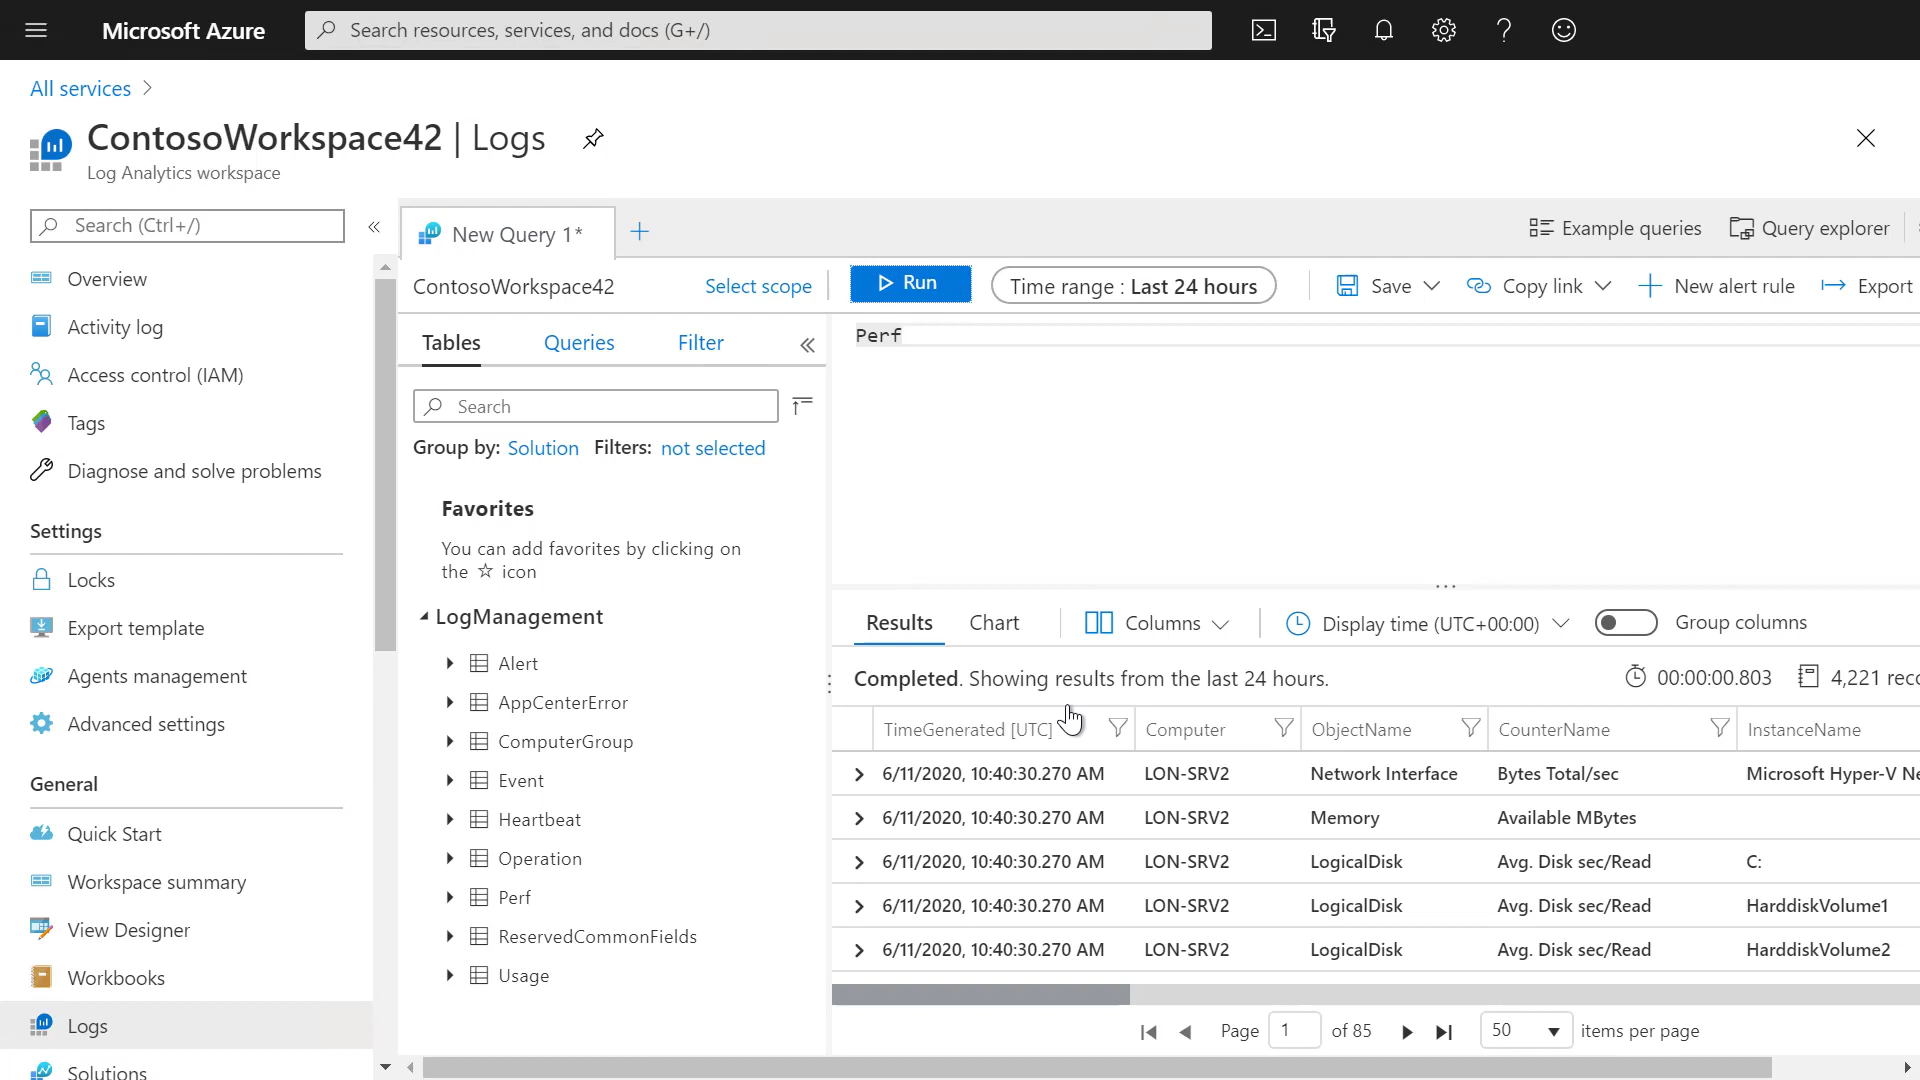 Microsoft Azure
Search resources, services, and docs (G+/)
All services
ContosoWorkspace42 | Logs
Log Analytics workspace
Search (Ctrl+/)
Overview
Activity log
Access control (IAM)
Tags
Diagnose and solve problems
Settings
Locks
Export template
Agents management
Advanced settings
General
Quick Start
Workspace summary
View Designer
Workbooks
Logs
Solutions
New Query 1*
Example queries
Query explorer
ContosoWorkspace42
Select scope
Run
Time range : Last 24 hours
Save
Copy link
New alert rule
Export
Tables
Queries
Filter
Search
Group by: Solution Filters: not selected
Favorites
You can add favorites by clicking on
the ☆ icon
LogManagement
Alert
AppCenterError
ComputerGroup
Event
Heartbeat
Operation
Perf
ReservedCommonFields
Usage
Perf
Results
Chart
Columns
Display time (UTC+00:00)
Group columns
Completed. Showing results from the last 24 hours.
00:00:00.803
4,221 reco
TimeGenerated [UTC] Computer ObjectName CounterName InstanceName
6/11/2020, 10:40:30.270 AM LON-SRV2 Network Interface Bytes Total/sec Microsoft Hyper-V Ne
6/11/2020, 10:40:30.270 AM LON-SRV2 Memory Available MBytes
6/11/2020, 10:40:30.270 AM LON-SRV2 LogicalDisk Avg. Disk sec/Read C:
6/11/2020, 10:40:30.270 AM LON-SRV2 LogicalDisk Avg. Disk sec/Read HarddiskVolume1
6/11/2020, 10:40:30.270 AM LON-SRV2 LogicalDisk Avg. Disk sec/Read HarddiskVolume2
Page 1 of 85 50 items per page